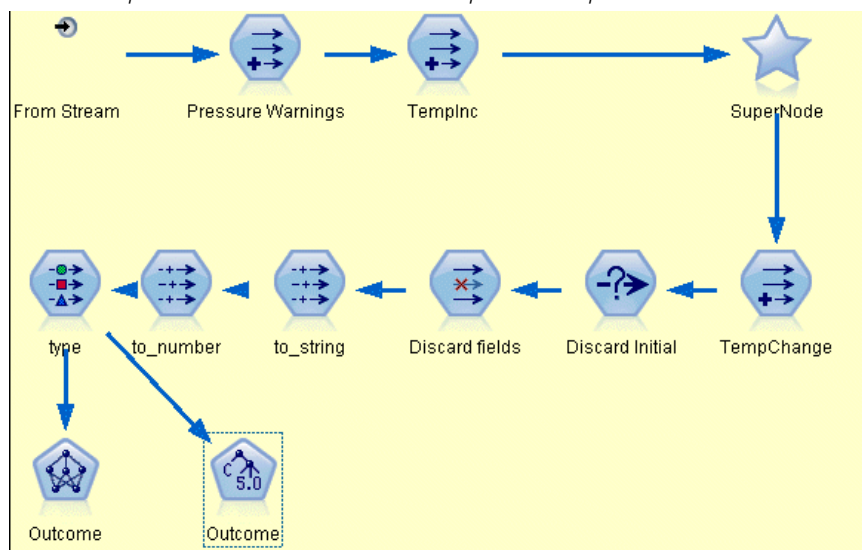 From Stream
Pressure Warnings
TempInc
SuperNode
type
to_number
to_string
Discard fields
Discard Initial
TempChange
Outcome
C 5.0
Outcome